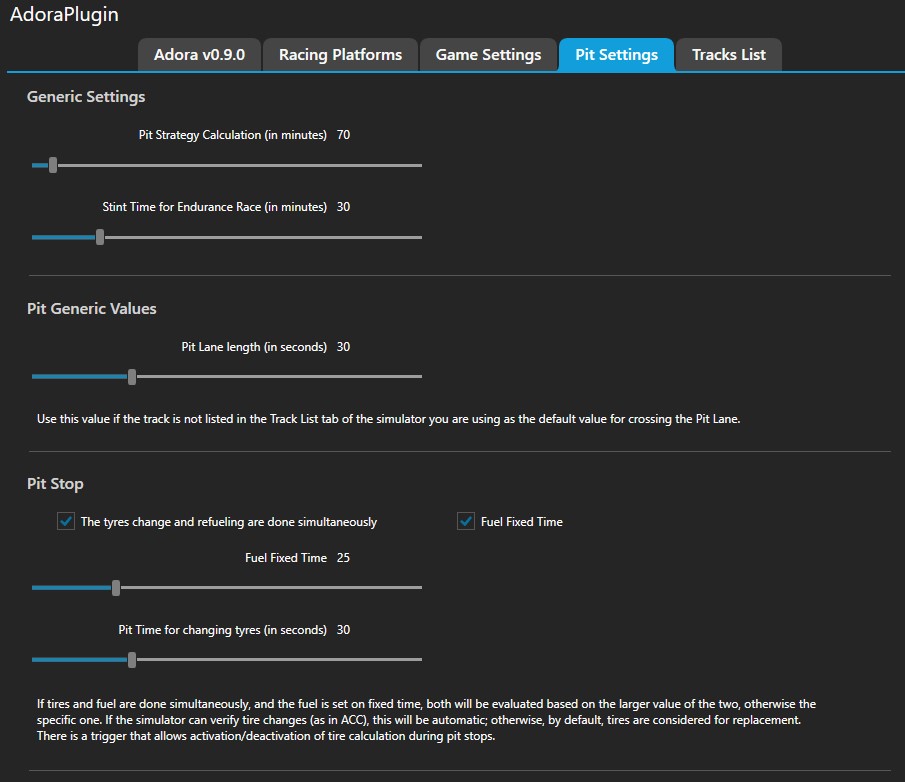 AdoraPlugin
Adora v0.9.0
Racing Platforms
Game Settings
Pit Settings
Tracks List
Generic Settings
Pit Strategy Calculation (in minutes) 70
Stint Time for Endurance Race (in minutes) 30
Pit Generic Values
Pit Lane length (in seconds) 30
Use this value if the track is not listed in the Track List tab of the simulator you are using as the default value for crossing the Pit Lane.
Pit Stop
The tyres change and refueling are done simultaneously
Fuel Fixed Time
Fuel Fixed Time 25
Pit Time for changing tyres (in seconds) 30
If tires and fuel are done simultaneously, and the fuel is set on fixed time, both will be evaluated based on the larger value of the two, otherwise the
specific one. If the simulator can verify tire changes (as in ACC), this will be automatic; otherwise, by default, tires are considered for replacement.
There is a trigger that allows activation/deactivation of tire calculation during pit stops.